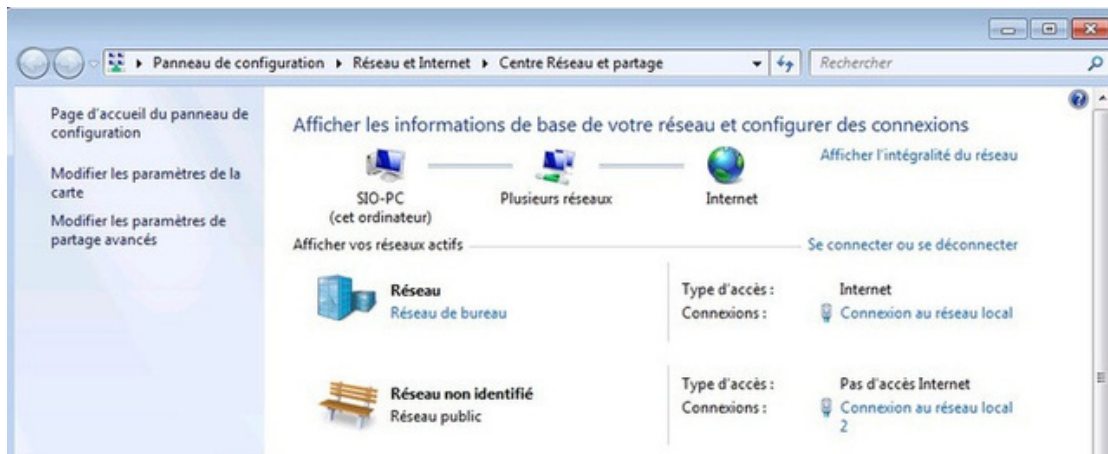 Panneau de configuration ▸ Réseau et Internet ▸ Centre Réseau et partage
Rechercher
Page d'accueil du panneau de
configuration
Modifier les paramètres de la
carte
Modifier les paramètres de
partage avancés
Afficher les informations de base de votre réseau et configurer des connexions
Afficher l'intégralité du réseau
SIO-PC
(cet ordinateur)
Plusieurs réseaux
Internet
Afficher vos réseaux actifs
Se connecter ou se déconnecter
Réseau
Réseau de bureau
Type d'accès : Internet
Connexions : Connexion au réseau local
Réseau non identifié
Réseau public
Type d'accès : Pas d'accès Internet
Connexions : Connexion au réseau local
2